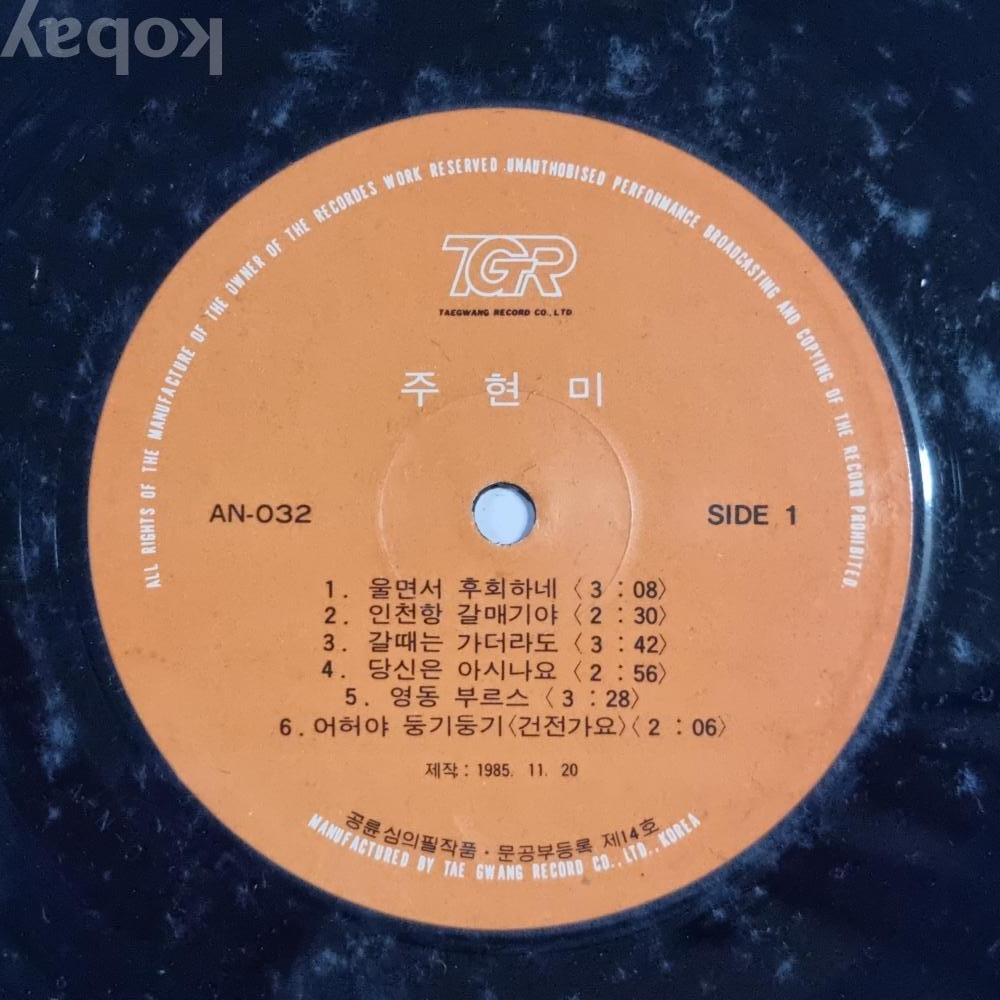 kobay
ALL RIGHTS OF THE MANUFACTURE OF THE OWNER OF THE RECORDES WORK RESERVED UNAUTHOBISED PERFORMANCE BROADCASTING AND COPYING OF THE RECORD PROHIBITED.
TGR
TAEGWANG RECORD CO., LTD
주 현 미
AN-032
SIDE 1
1. 울면서 후회하네 〈3 : 08〉
2. 인천항 갈매기야 〈2 : 30〉
3. 갈때는 가더라도 〈3 : 42〉
4. 당신은 아시나요 〈2 : 56〉
5. 영동 부르스 〈3 : 28〉
6. 어허야 둥기둥기〈건전가요〉〈2 : 06〉
제작: 1985. 11. 20
공륜심의필작품 · 문공부등록 제14호
MANUFACTURED BY TAE GWANG RECORD CO., LTD., KOREA